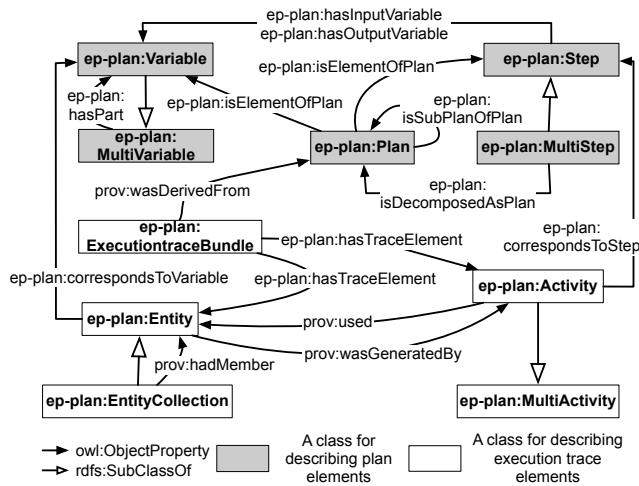 ep-plan:hasInputVariable
ep-plan:hasOutputVariable
ep-plan:Variable
ep-plan:Step
ep-plan:isElementOfPlan
ep-plan:
hasPart
ep-plan:isElementOfPlan
ep-plan:
isSubPlanOfPlan
ep-plan:
MultiVariable
ep-plan:Plan
ep-plan:MultiStep
prov:wasDerivedFrom
ep-plan:
isDecomposedAsPlan
ep-plan:
ExecutiontraceBundle
ep-plan:
correspondsToStep
ep-plan:hasTraceElement
ep-plan:correspondsToVariable
ep-plan:hasTraceElement
ep-plan:Activity
ep-plan:Entity
prov:used
prov:wasGeneratedBy
prov:hadMember
ep-plan:EntityCollection
ep-plan:MultiActivity
owl:ObjectProperty
rdfs:SubClassOf
A class for
describing plan
elements
A class for describing
execution trace
elements